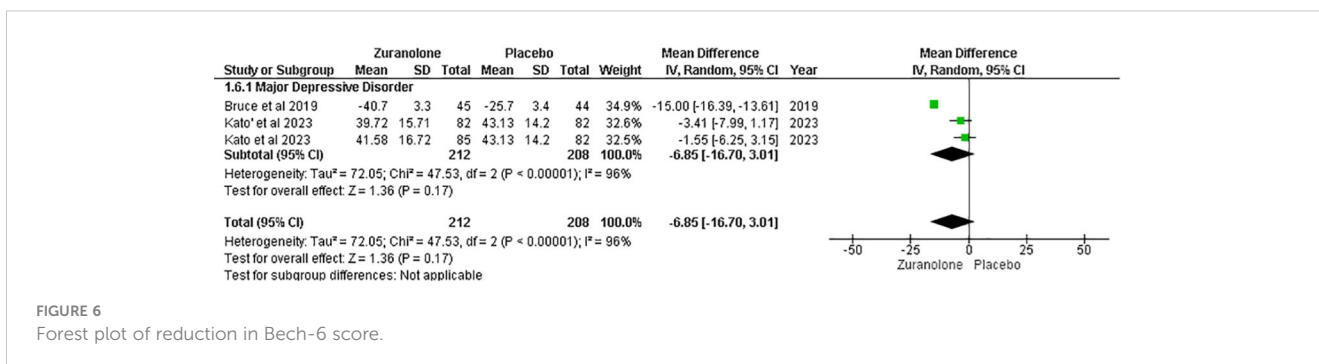 Zuranolone Placebo Mean Difference Mean Difference
Study or Subgroup Mean SD Total Mean SD Total Weight IV, Random, 95% CI Year IV, Random, 95% CI
1.6.1 Major Depressive Disorder
Bruce et al 2019 -40.7 3.3 45 -25.7 3.4 44 34.9% -15.00 [-16.39, -13.61] 2019
Kato' et al 2023 39.72 15.71 82 43.13 14.2 82 32.6% -3.41 [-7.99, 1.17] 2023
Kato et al 2023 41.58 16.72 85 43.13 14.2 82 32.5% -1.55 [-6.25, 3.15] 2023
Subtotal (95% CI) 212 208 100.0% -6.85 [-16.70, 3.01]
Heterogeneity: Tau² = 72.05; Chi² = 47.53, df = 2 (P < 0.00001); I² = 96%
Test for overall effect: Z = 1.36 (P = 0.17)
Total (95% CI) 212 208 100.0% -6.85 [-16.70, 3.01]
Heterogeneity: Tau² = 72.05; Chi² = 47.53, df = 2 (P < 0.00001); I² = 96%
Test for overall effect: Z = 1.36 (P = 0.17)
Test for subgroup differences: Not applicable
-50 -25 0 25 50
Zuranolone Placebo
FIGURE 6
Forest plot of reduction in Bech-6 score.